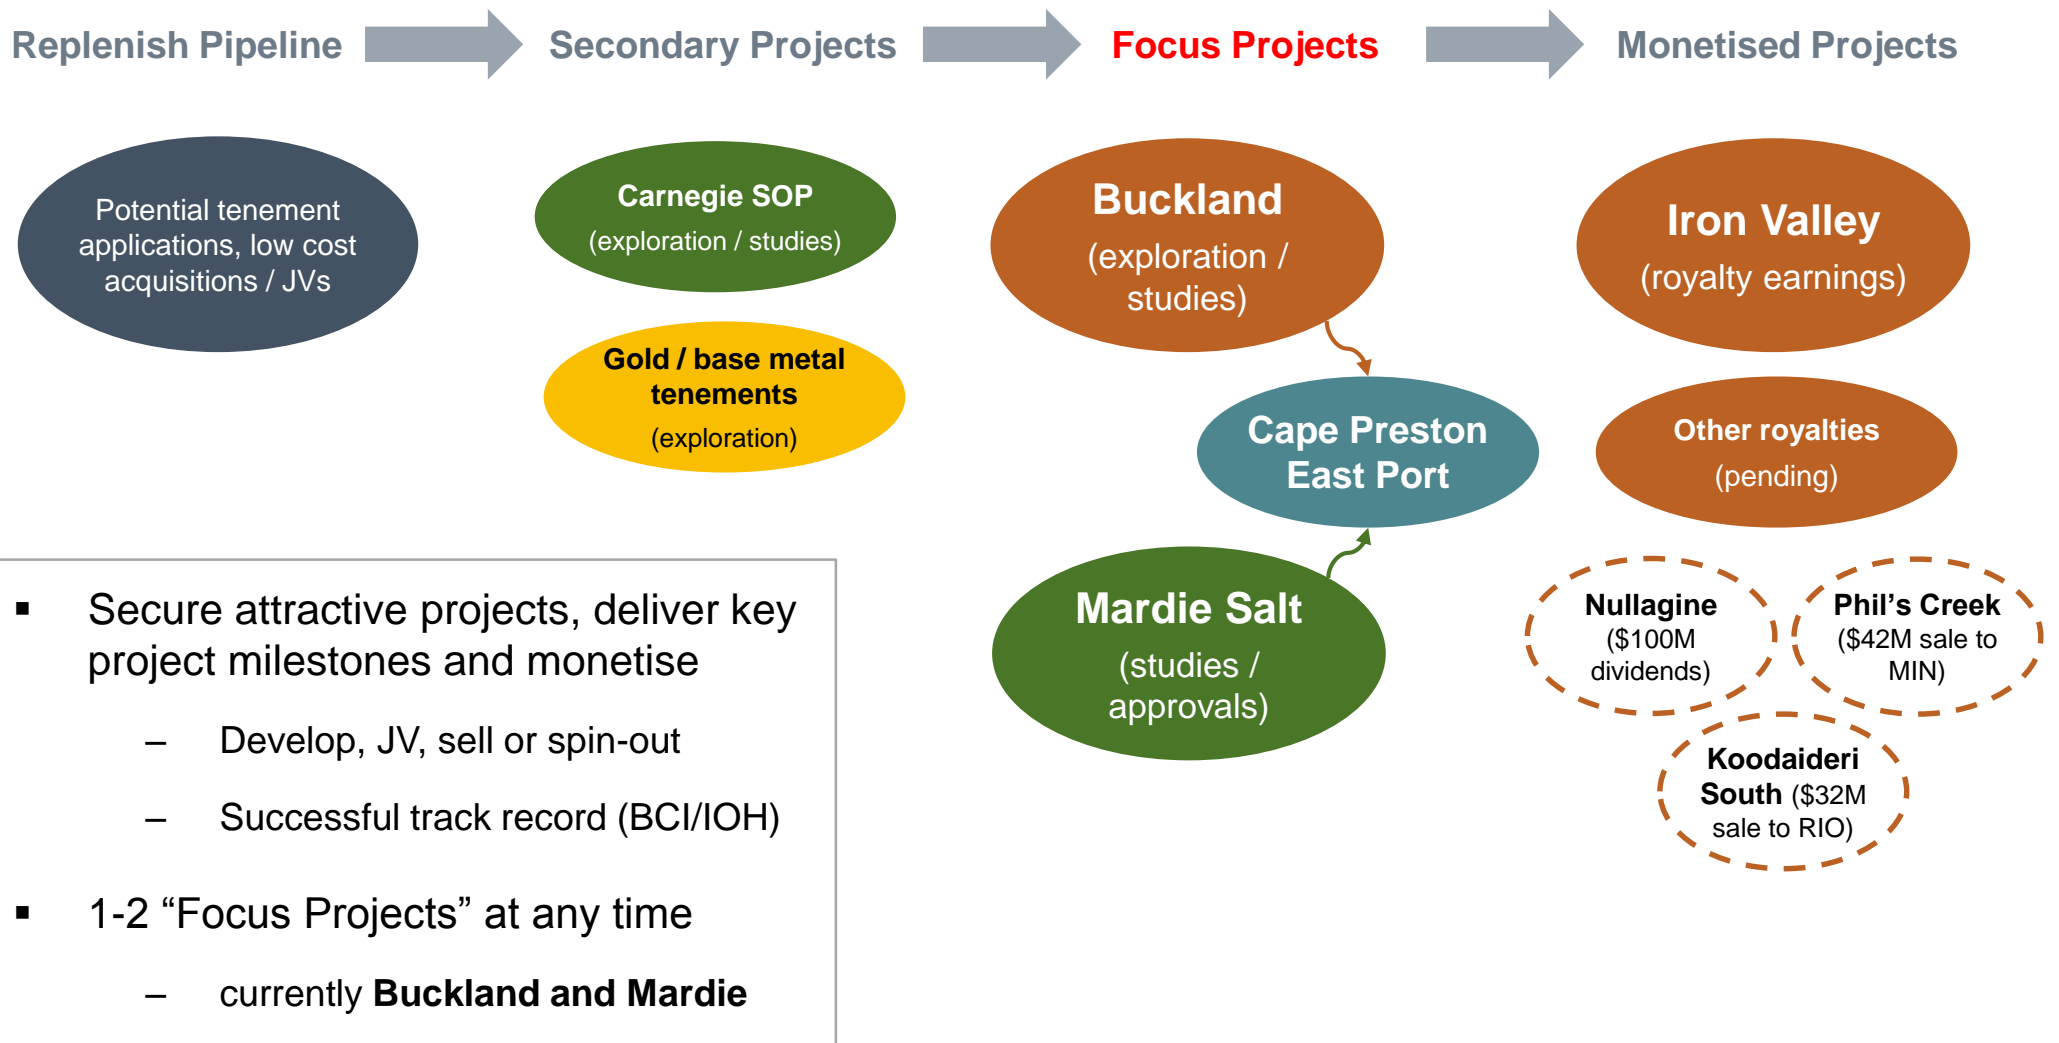 Replenish Pipeline
Secondary Projects
Focus Projects
Monetised Projects
Potential tenement
applications, low cost
acquisitions / JVs
Carnegie SOP
(exploration / studies)
Gold / base metal
tenements
(exploration)
Buckland
(exploration /
studies)
Cape Preston
East Port
Mardie Salt
(studies /
approvals)
Iron Valley
(royalty earnings)
Other royalties
(pending)
Nullagine
($100M
dividends)
Phil’s Creek
($42M sale to
MIN)
Koodaideri
South ($32M
sale to RIO)
▪ Secure attractive projects, deliver key
project milestones and monetise
– Develop, JV, sell or spin-out
– Successful track record (BCI/IOH)
▪ 1-2 “Focus Projects” at any time
– currently Buckland and Mardie